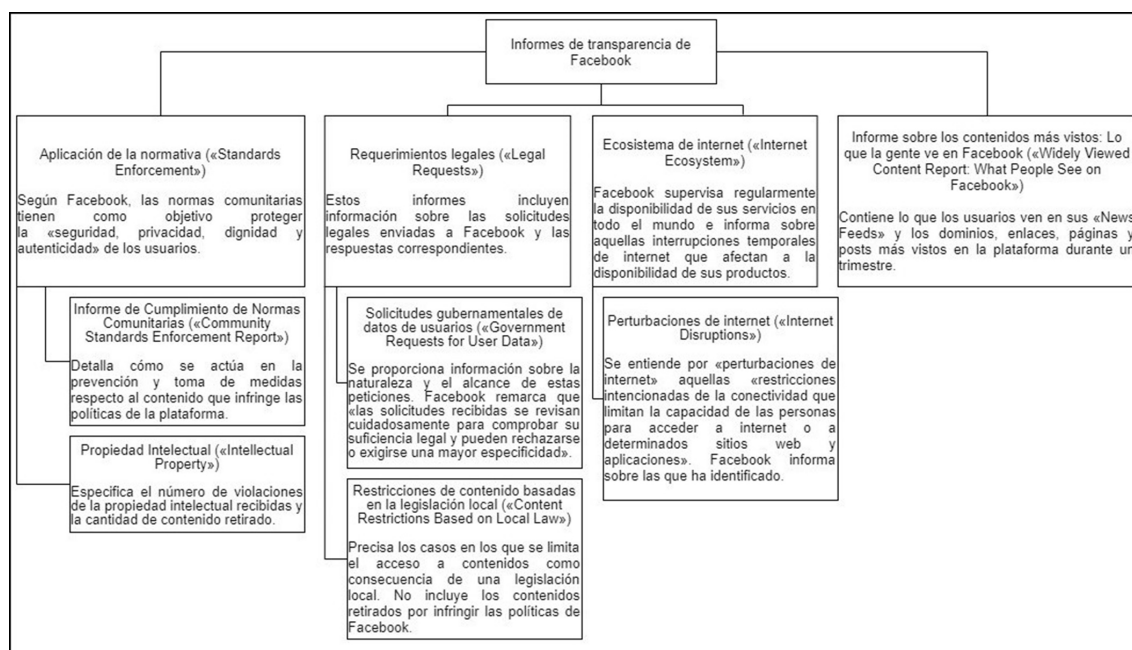 Informes de transparencia de
Facebook
Aplicación de la normativa («Standards
Enforcement»)
Según Facebook, las normas comunitarias
tienen como objetivo proteger
la «seguridad, privacidad, dignidad y
autenticidad» de los usuarios.
Informe de Cumplimiento de Normas
Comunitarias («Community
Standards Enforcement Report»)
Detalla cómo se actúa en la
prevención y toma de medidas
respecto al contenido que infringe las
políticas de la plataforma.
Propiedad Intelectual («Intellectual
Property»)
Especifica el número de violaciones
de la propiedad intelectual recibidas y
la cantidad de contenido retirado.
Requerimientos legales («Legal
Requests»)
Estos informes incluyen
información sobre las solicitudes
legales enviadas a Facebook y las
respuestas correspondientes.
Solicitudes gubernamentales de
datos de usuarios («Government
Requests for User Data»)
Se proporciona información sobre la
naturaleza y el alcance de estas
peticiones. Facebook remarca que
«las solicitudes recibidas se revisan
cuidadosamente para comprobar su
suficiencia legal y pueden rechazarse
o exigirse una mayor especificidad».
Restricciones de contenido basadas
en la legislación local («Content
Restrictions Based on Local Law»)
Precisa los casos en los que se limita
el acceso a contenidos como
consecuencia de una legislación
local. No incluye los contenidos
retirados por infringir las políticas de
Facebook.
Ecosistema de internet («Internet
Ecosystem»)
Facebook supervisa regularmente
la disponibilidad de sus servicios en
todo el mundo e informa sobre
aquellas interrupciones temporales
de internet que afectan a la
disponibilidad de sus productos.
Perturbaciones de internet («Internet
Disruptions»)
Se entiende por «perturbaciones de
internet» aquellas «restricciones
intencionadas de la conectividad que
limitan la capacidad de las personas
para acceder a internet o a
determinados sitios web y
aplicaciones». Facebook informa
sobre las que ha identificado.
Informe sobre los contenidos más vistos: Lo
que la gente ve en Facebook («Widely Viewed
Content Report: What People See on
Facebook»)
Contiene lo que los usuarios ven en sus «News
Feeds» y los dominios, enlaces, páginas y
posts más vistos en la plataforma durante un
trimestre.